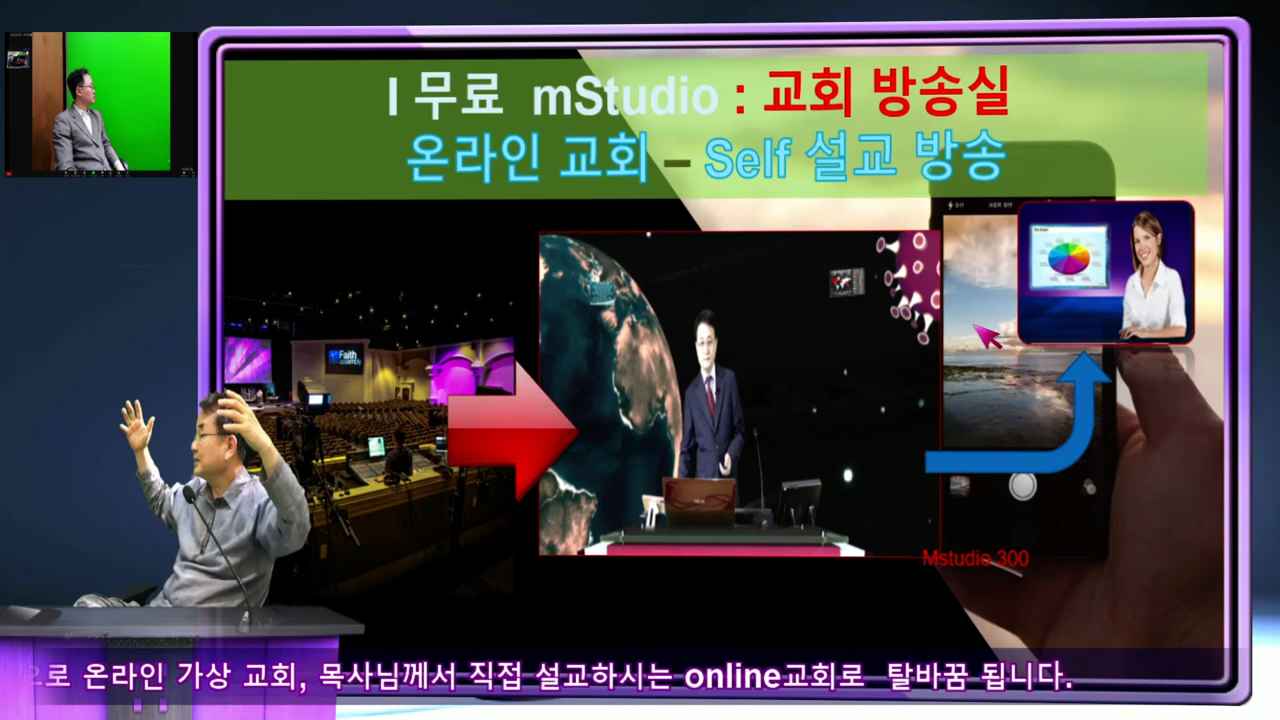 I 무료 mStudio : 교회 방송실
온라인 교회 – Self 설교 방송
Faith
assembly
Mstudio 300
로 온라인 가상 교회, 목사님께서 직접 설교하시는 online교회로 탈바꿈 됩니다.